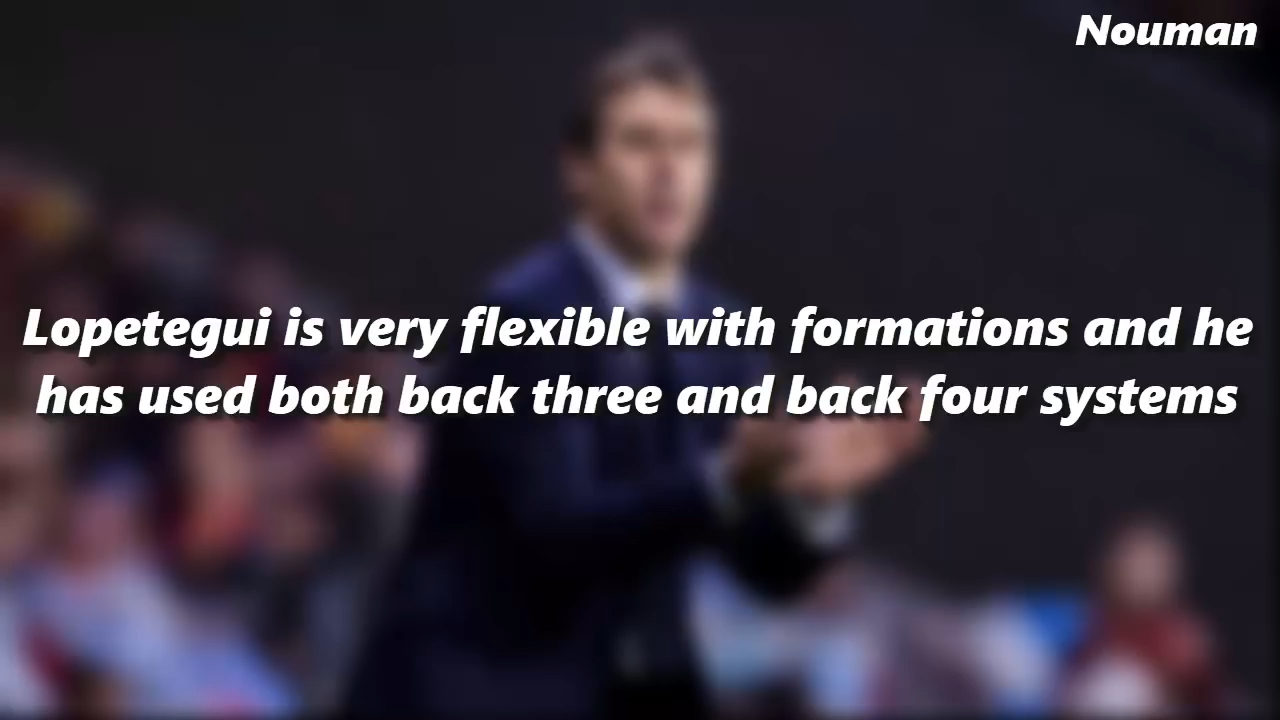 Nouman
Lopetegui is very flexible with formations and he
has used both back three and back four systems